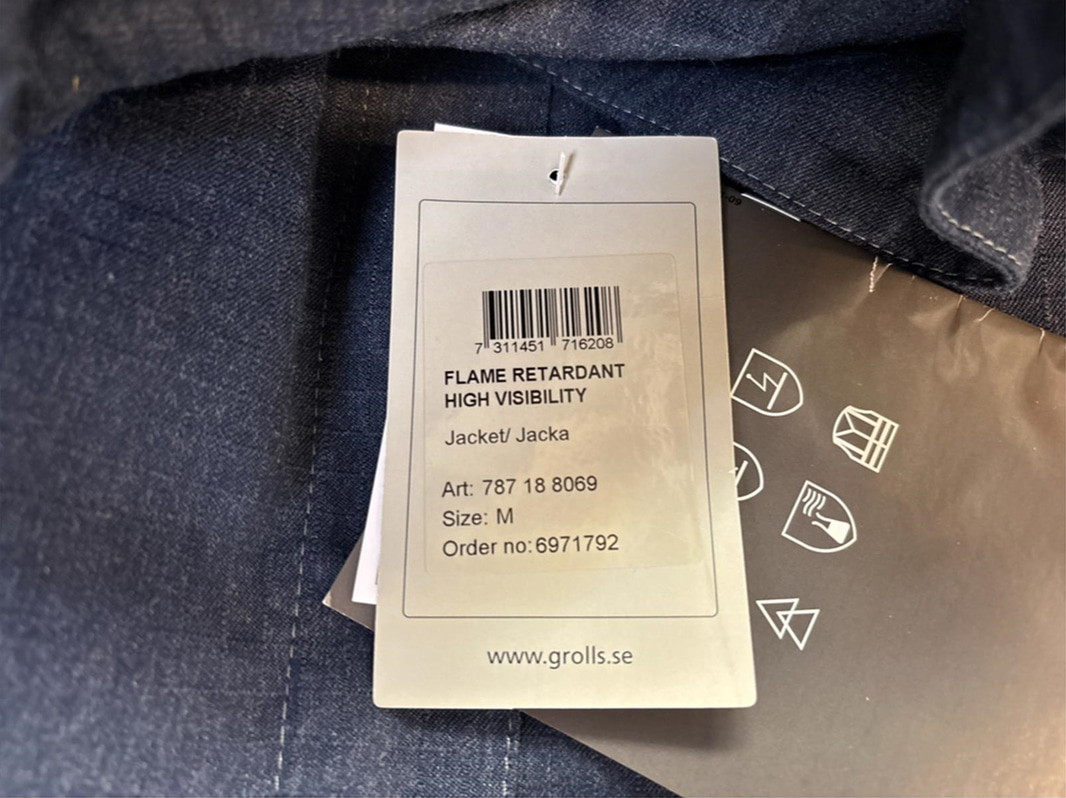 7 311451 716208
FLAME RETARDANT
HIGH VISIBILITY
Jacket/ Jacka
Art: 787 18 8069
Size: M
Order no: 6971792
www.grolls.se